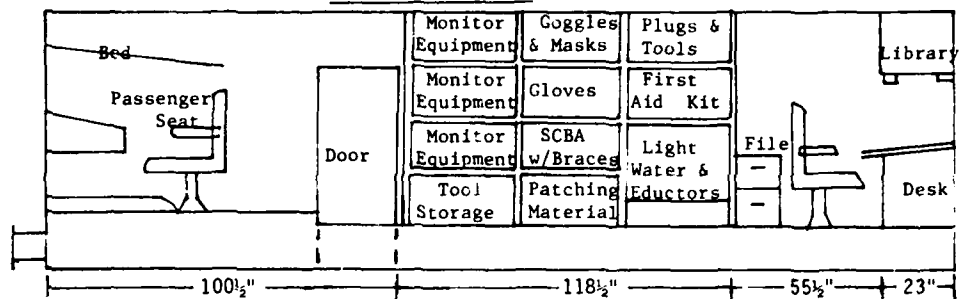 Bed
Passenger
Seat
Door
Monitor
Equipment
Goggles
& Masks
Plugs &
Tools
Monitor
Equipment
Gloves
First
Aid Kit
Monitor
Equipment
SCBA
w/Braces
Light
Water &
Eductors
Tool
Storage
Patching
Material
File
Library
Desk
100½"
118½"
55½"
23"